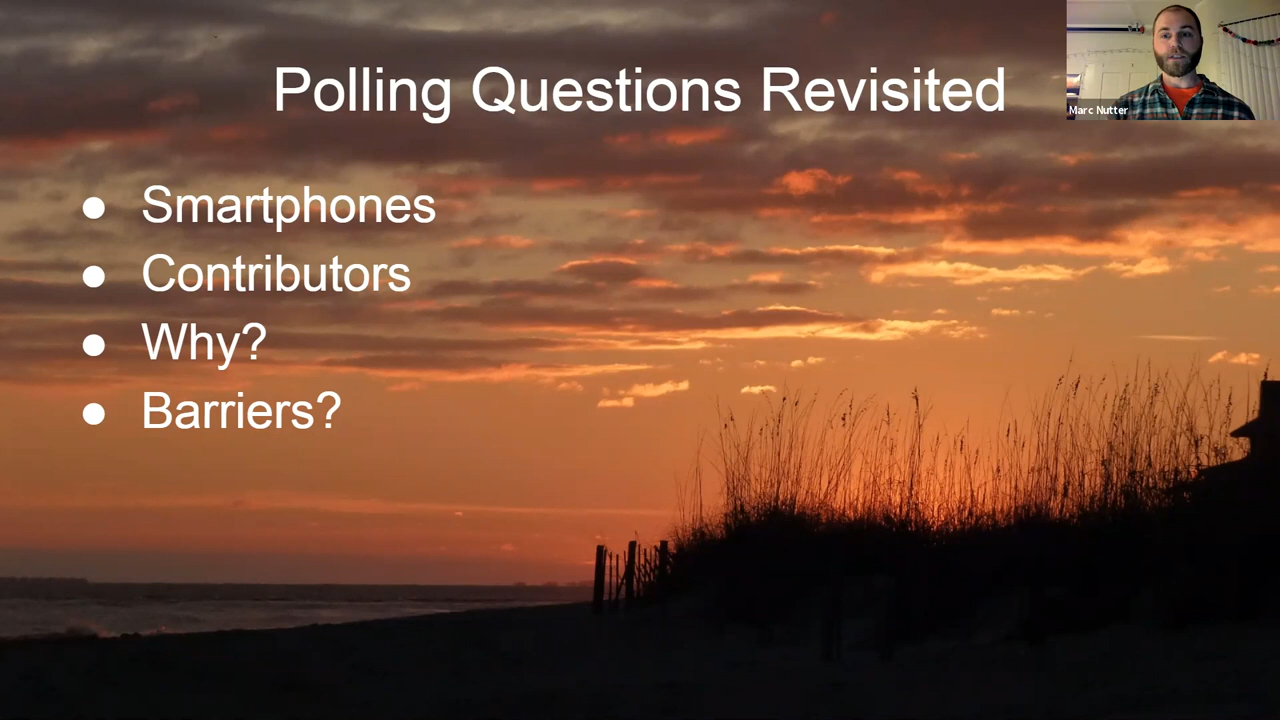 Polling Questions Revisited
Marc Nutter
● Smartphones
● Contributors
● Why?
● Barriers?